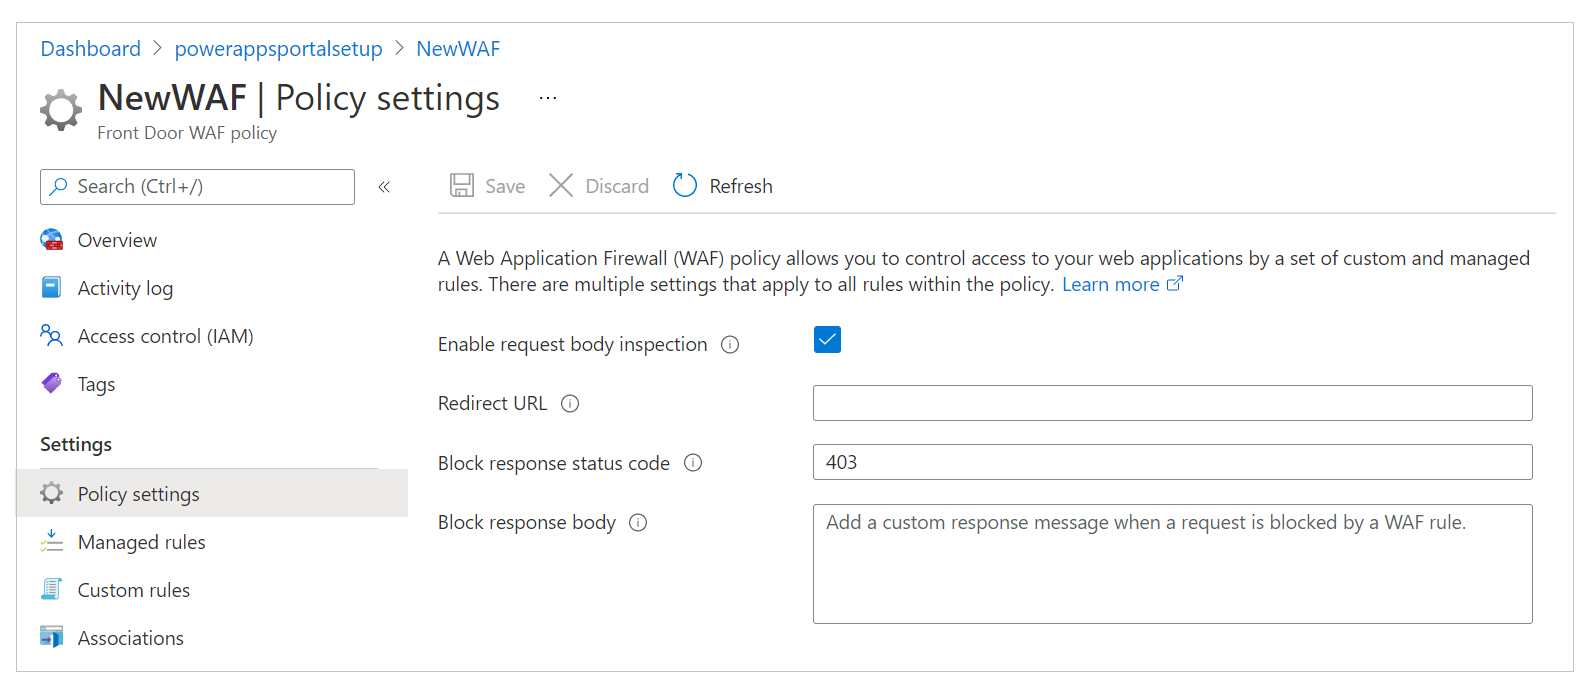 Dashboard > powerappsportalsetup > NewWAF
NewWAF | Policy settings ...
Front Door WAF policy
Search (Ctrl+/) «
Save Discard Refresh
Overview
Activity log
Access control (IAM)
Tags
Settings
Policy settings
Managed rules
Custom rules
Associations
A Web Application Firewall (WAF) policy allows you to control access to your web applications by a set of custom and managed
rules. There are multiple settings that apply to all rules within the policy. Learn more
Enable request body inspection
Redirect URL
Block response status code
403
Block response body
Add a custom response message when a request is blocked by a WAF rule.